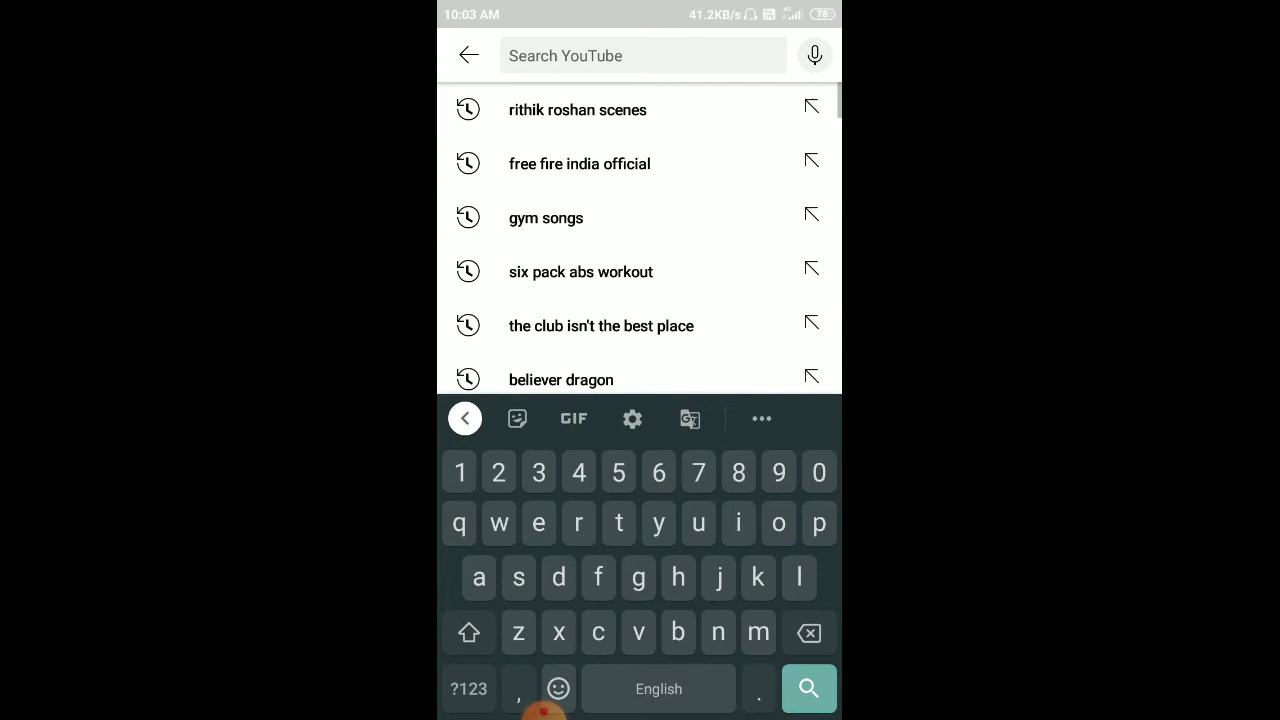 10:03 AM 41.2KB/s 4G 78
Search YouTube
rithik roshan scenes
free fire india official
gym songs
six pack abs workout
the club isn't the best place
believer dragon
GIF
1 2 3 4 5 6 7 8 9 0
q w e r t y u i o p
a s d f g h j k l
z x c v b n m
?123 , English .